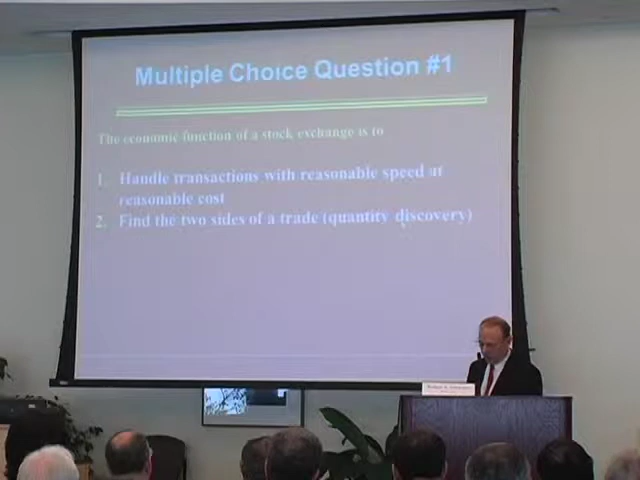 Multiple Choice Question #1
The economic function of a stock exchange is to
1. Handle transactions with reasonable speed at
reasonable cost
2. Find the two sides of a trade (quantity discovery)